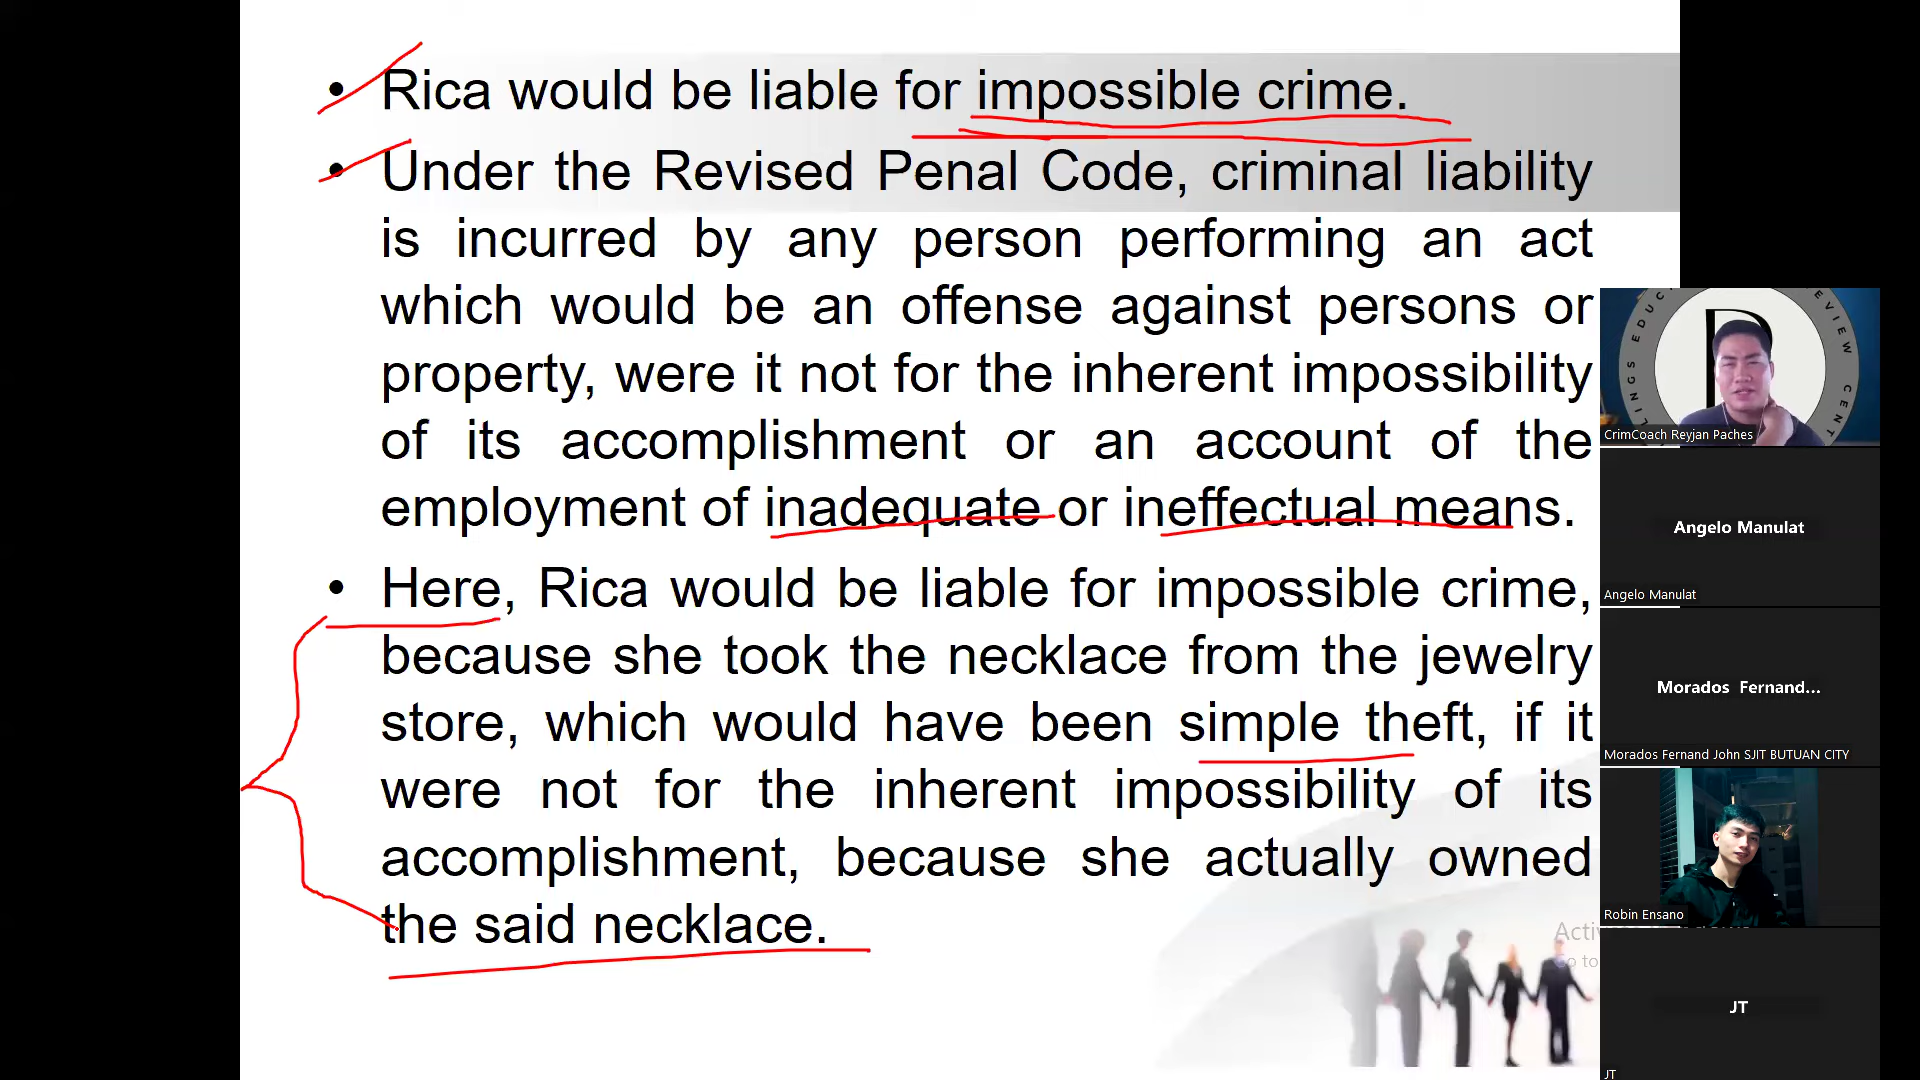 • Rica would be liable for impossible crime.
• Under the Revised Penal Code, criminal liability
is incurred by any person performing an act
which would be an offense against persons or
property, were it not for the inherent impossibility
of its accomplishment or an account of the
employment of inadequate or ineffectual means.
• Here, Rica would be liable for impossible crime,
because she took the necklace from the jewelry
store, which would have been simple theft, if it
were not for the inherent impossibility of its
accomplishment, because she actually owned
the said necklace.
CrimCoach Reyjan Paches
Angelo Manulat
Angelo Manulat
Morados Fernand...
Morados Fernand John SJIT BUTUAN CITY
Robin Ensano
JT
JT